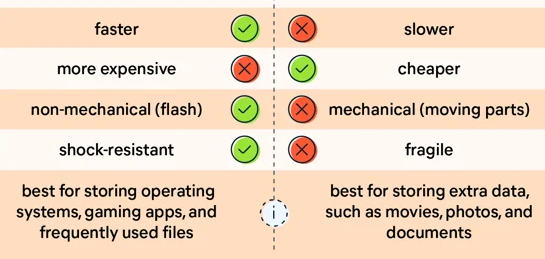 faster
slower
more expensive
cheaper
non-mechanical (flash)
mechanical (moving parts)
shock-resistant
fragile
best for storing operating
systems, gaming apps, and
frequently used files
i
best for storing extra data,
such as movies, photos, and
documents